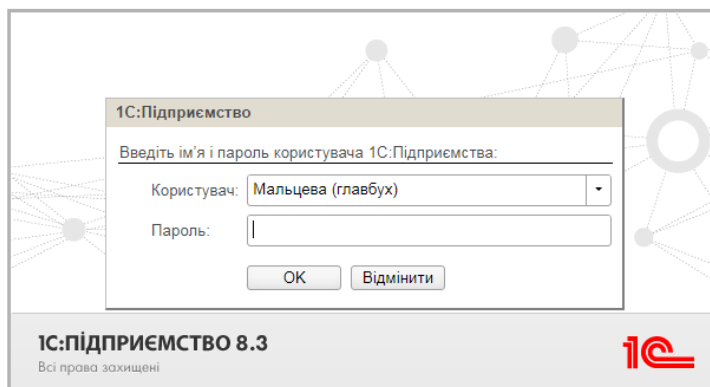 1С:Підприємство
Введіть ім'я і пароль користувача 1С:Підприємства:
Користувач: Мальцева (главбух)
Пароль:
OK Відмінити
1С:ПІДПРИЄМСТВО 8.3
Всі права захищені
1С